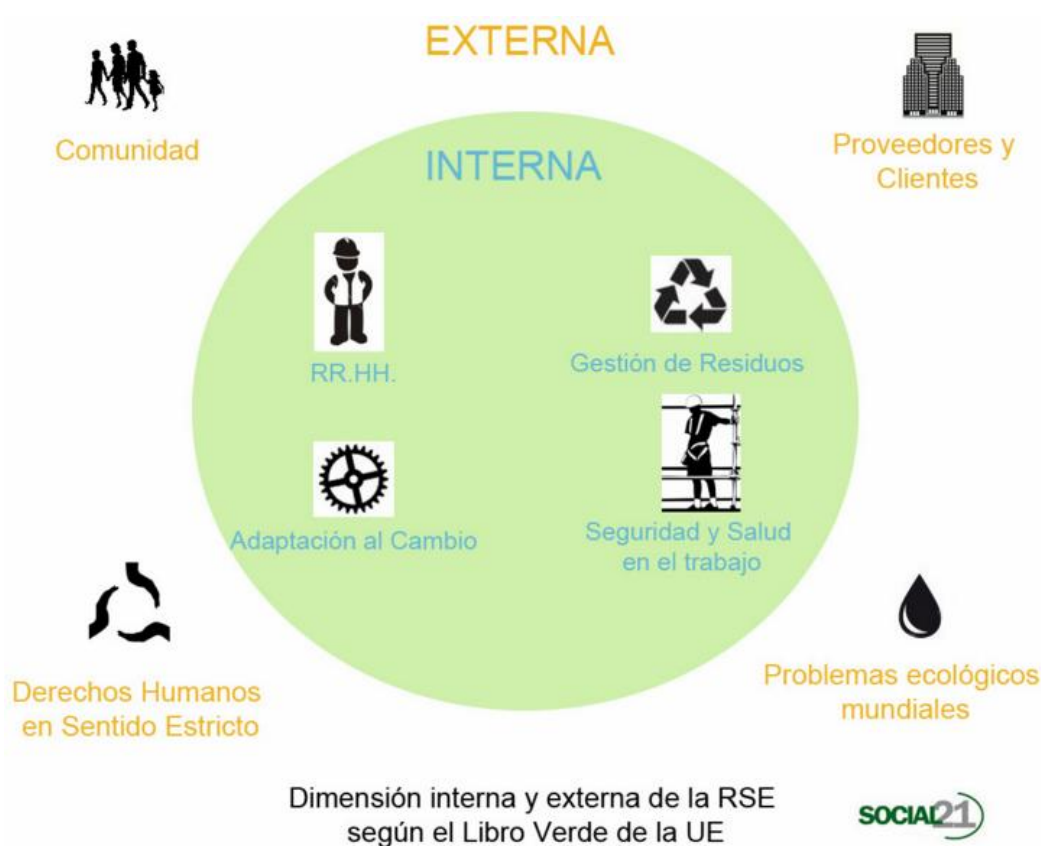 EXTERNA
Comunidad
Proveedores y
Clientes
INTERNA
RR.HH.
Gestión de Residuos
Adaptación al Cambio
Seguridad y Salud
en el trabajo
Derechos Humanos
en Sentido Estricto
Problemas ecológicos
mundiales
Dimensión interna y externa de la RSE
según el Libro Verde de la UE
SOCIAL21